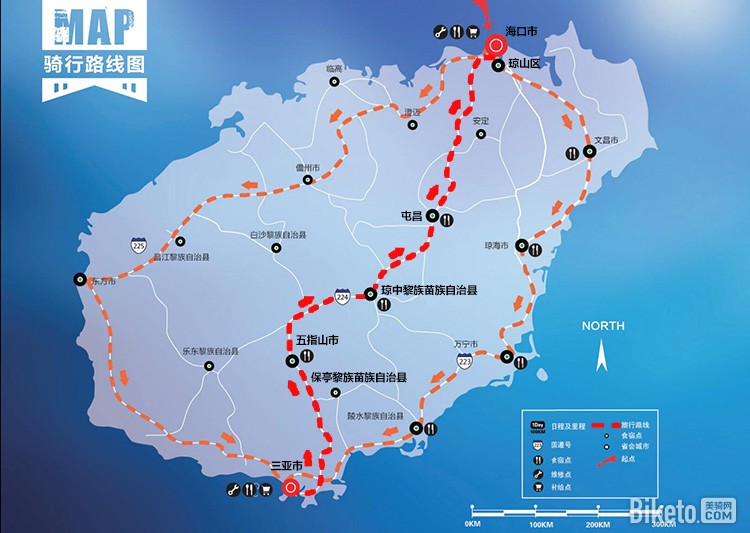 MAP
骑行路线图
海口市
琼山区
临高
澄迈
安定
文昌市
儋州市
屯昌
白沙黎族自治县
琼海市
225
昌江黎族自治县
东方市
224
琼中黎族苗族自治县
NORTH
五指山市
万宁市
223
乐东黎族自治县
保亭黎族苗族自治县
陵水黎族自治县
三亚市
1Day
100KM
日程及里程
旅行路线
食宿点
223
国道号
省会城市
食宿点
起点
维修点
补给点
0KM
100KM
200KM
300KM
Biketo
美骑网
.COM